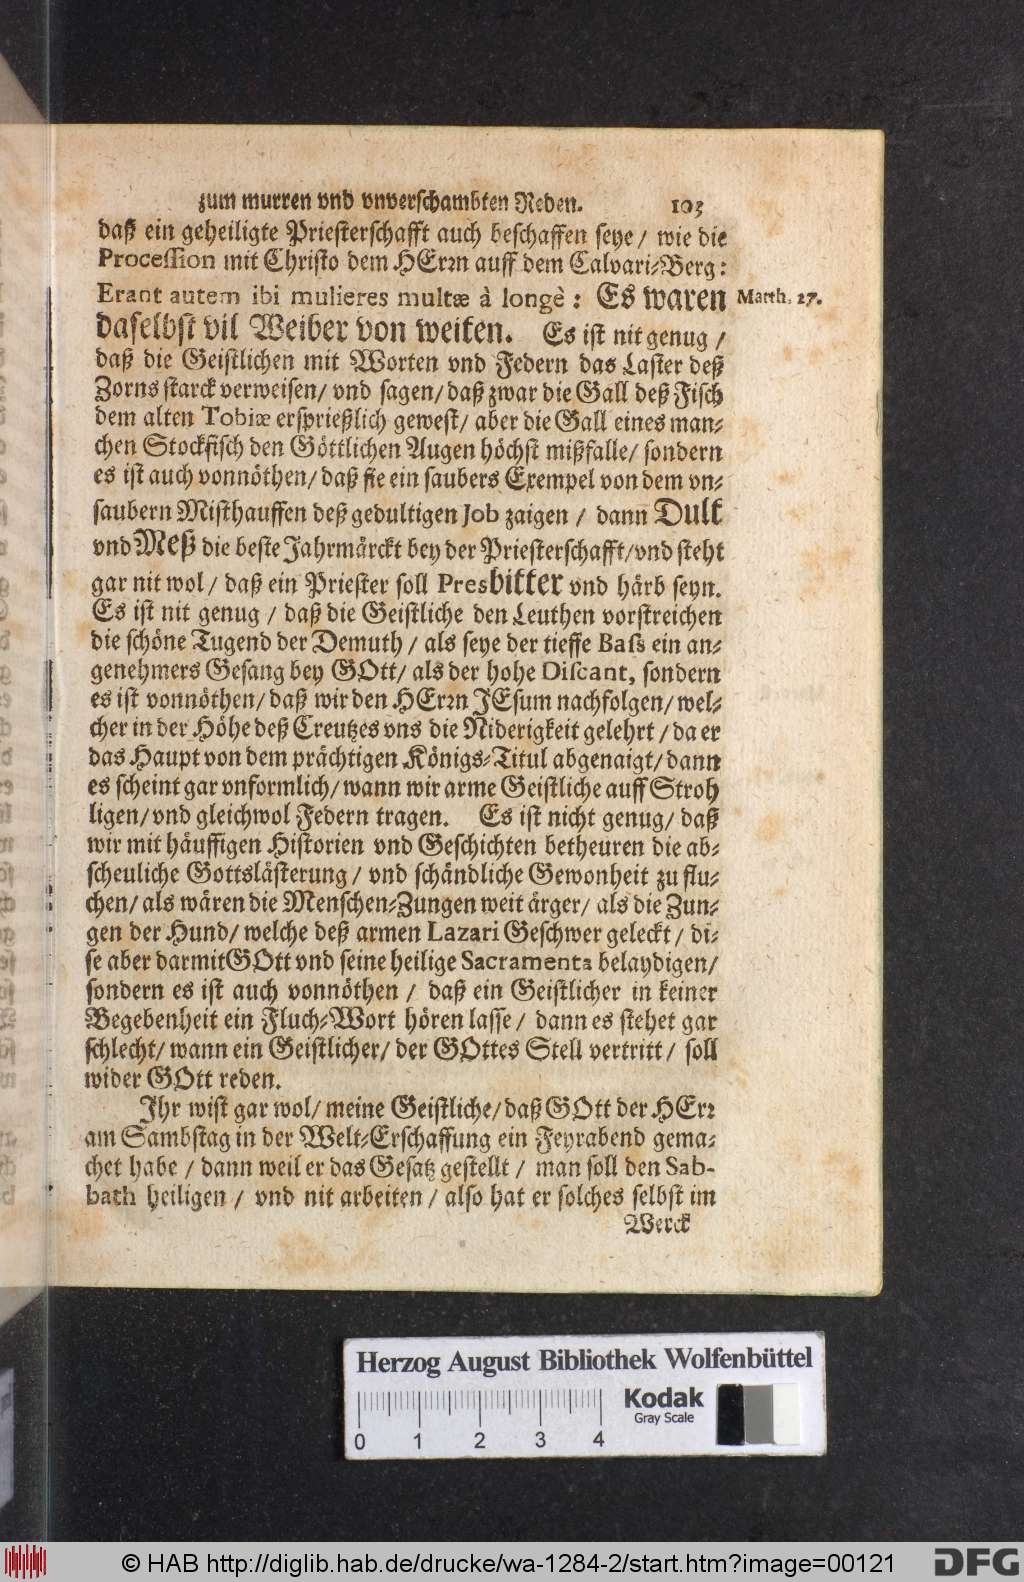 zum murren vnd vnverschambten Reden. 103
daß ein geheiligte Priesterschafft auch beschaffen seye / wie die
Procession mit Christo dem HErrn auff dem Calvari-Berg:
Erant autem ibi mulieres multæ à longè : Es waren Matth. 27.
daselbst vil Weiber von weiten. Es ist nit genug /
daß die Geistlichen mit Worten vnd Federn das Laster deß
Zorns starck verweisen / vnd sagen / daß zwar die Gall deß Fisch
dem alten Tobiæ ersprießlich gewest / aber die Gall eines man-
chen Stockfisch den Göttlichen Augen höchst mißfalle / sondern
es ist auch vonnöthen / daß sie ein saubers Exempel von dem vn-
saubern Misthauffen deß gedultigen Job zaigen / dann Dult
vnd Meß die beste Jahrmärckt bey der Priesterschafft / vnd steht
gar nit wol / daß ein Priester soll Presbitter vnd härb seyn.
Es ist nit genug / daß die Geistliche den Leuthen vorstreichen
die schöne Tugend der Demuth / als seye der tieffe Bass ein an-
genehmers Gesang bey GOtt / als der hohe Discant, sondern
es ist vonnöthen / daß wir den HErrn JEsum nachfolgen / wel-
cher in der Höhe deß Creutzes vns die Niderigkeit gelehrt / da er
das Haupt von dem prächtigen Königs-Titul abgenaigt / dann
es scheint gar vnformlich / wann wir arme Geistliche auff Stroh
ligen / vnd gleichwol Federn tragen. Es ist nicht genug / daß
wir mit häuffigen Historien vnd Geschichten betheuren die ab-
scheuliche Gottslästerung / vnd schändliche Gewonheit zu flu-
chen / als wären die Menschen-Zungen weit ärger / als die Zun-
gen der Hund / welche deß armen Lazari Geschwer geleckt / di-
se aber darmit GOtt vnd seine heilige Sacramenta belaydigen /
sondern es ist auch vonnöthen / daß ein Geistlicher in keiner
Begebenheit ein Fluch-Wort hören lasse / dann es stehet gar
schlecht / wann ein Geistlicher / der GOttes Stell vertritt / soll
wider GOtt reden.
Ihr wist gar wol / meine Geistliche / daß GOtt der HErr
am Sambstag in der Welt-Erschaffung ein Feyrabend gema-
chet habe / dann weil er das Gesatz gestellt / man soll den Sab-
bath heiligen / vnd nit arbeiten / also hat er solches selbst im
Werck
Herzog August Bibliothek Wolfenbüttel
Kodak
Gray Scale
0 1 2 3 4
© HAB http://diglib.hab.de/drucke/wa-1284-2/start.htm?image=00121 DFG